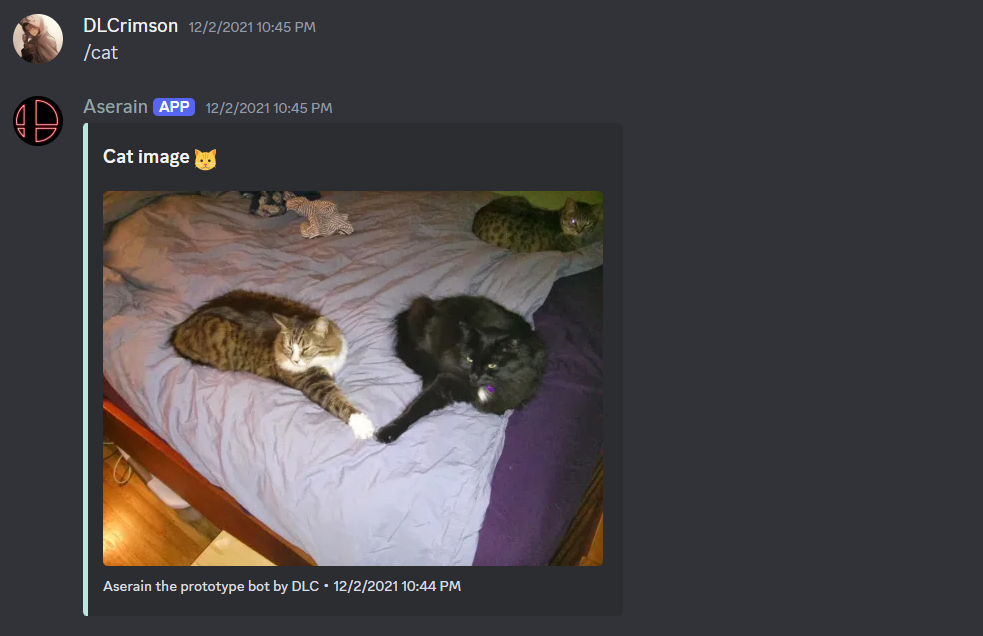 DLCrimson 12/2/2021 10:45 PM
/cat
Aserain APP 12/2/2021 10:45 PM
Cat image 🐱
Aserain the prototype bot by DLC • 12/2/2021 10:44 PM